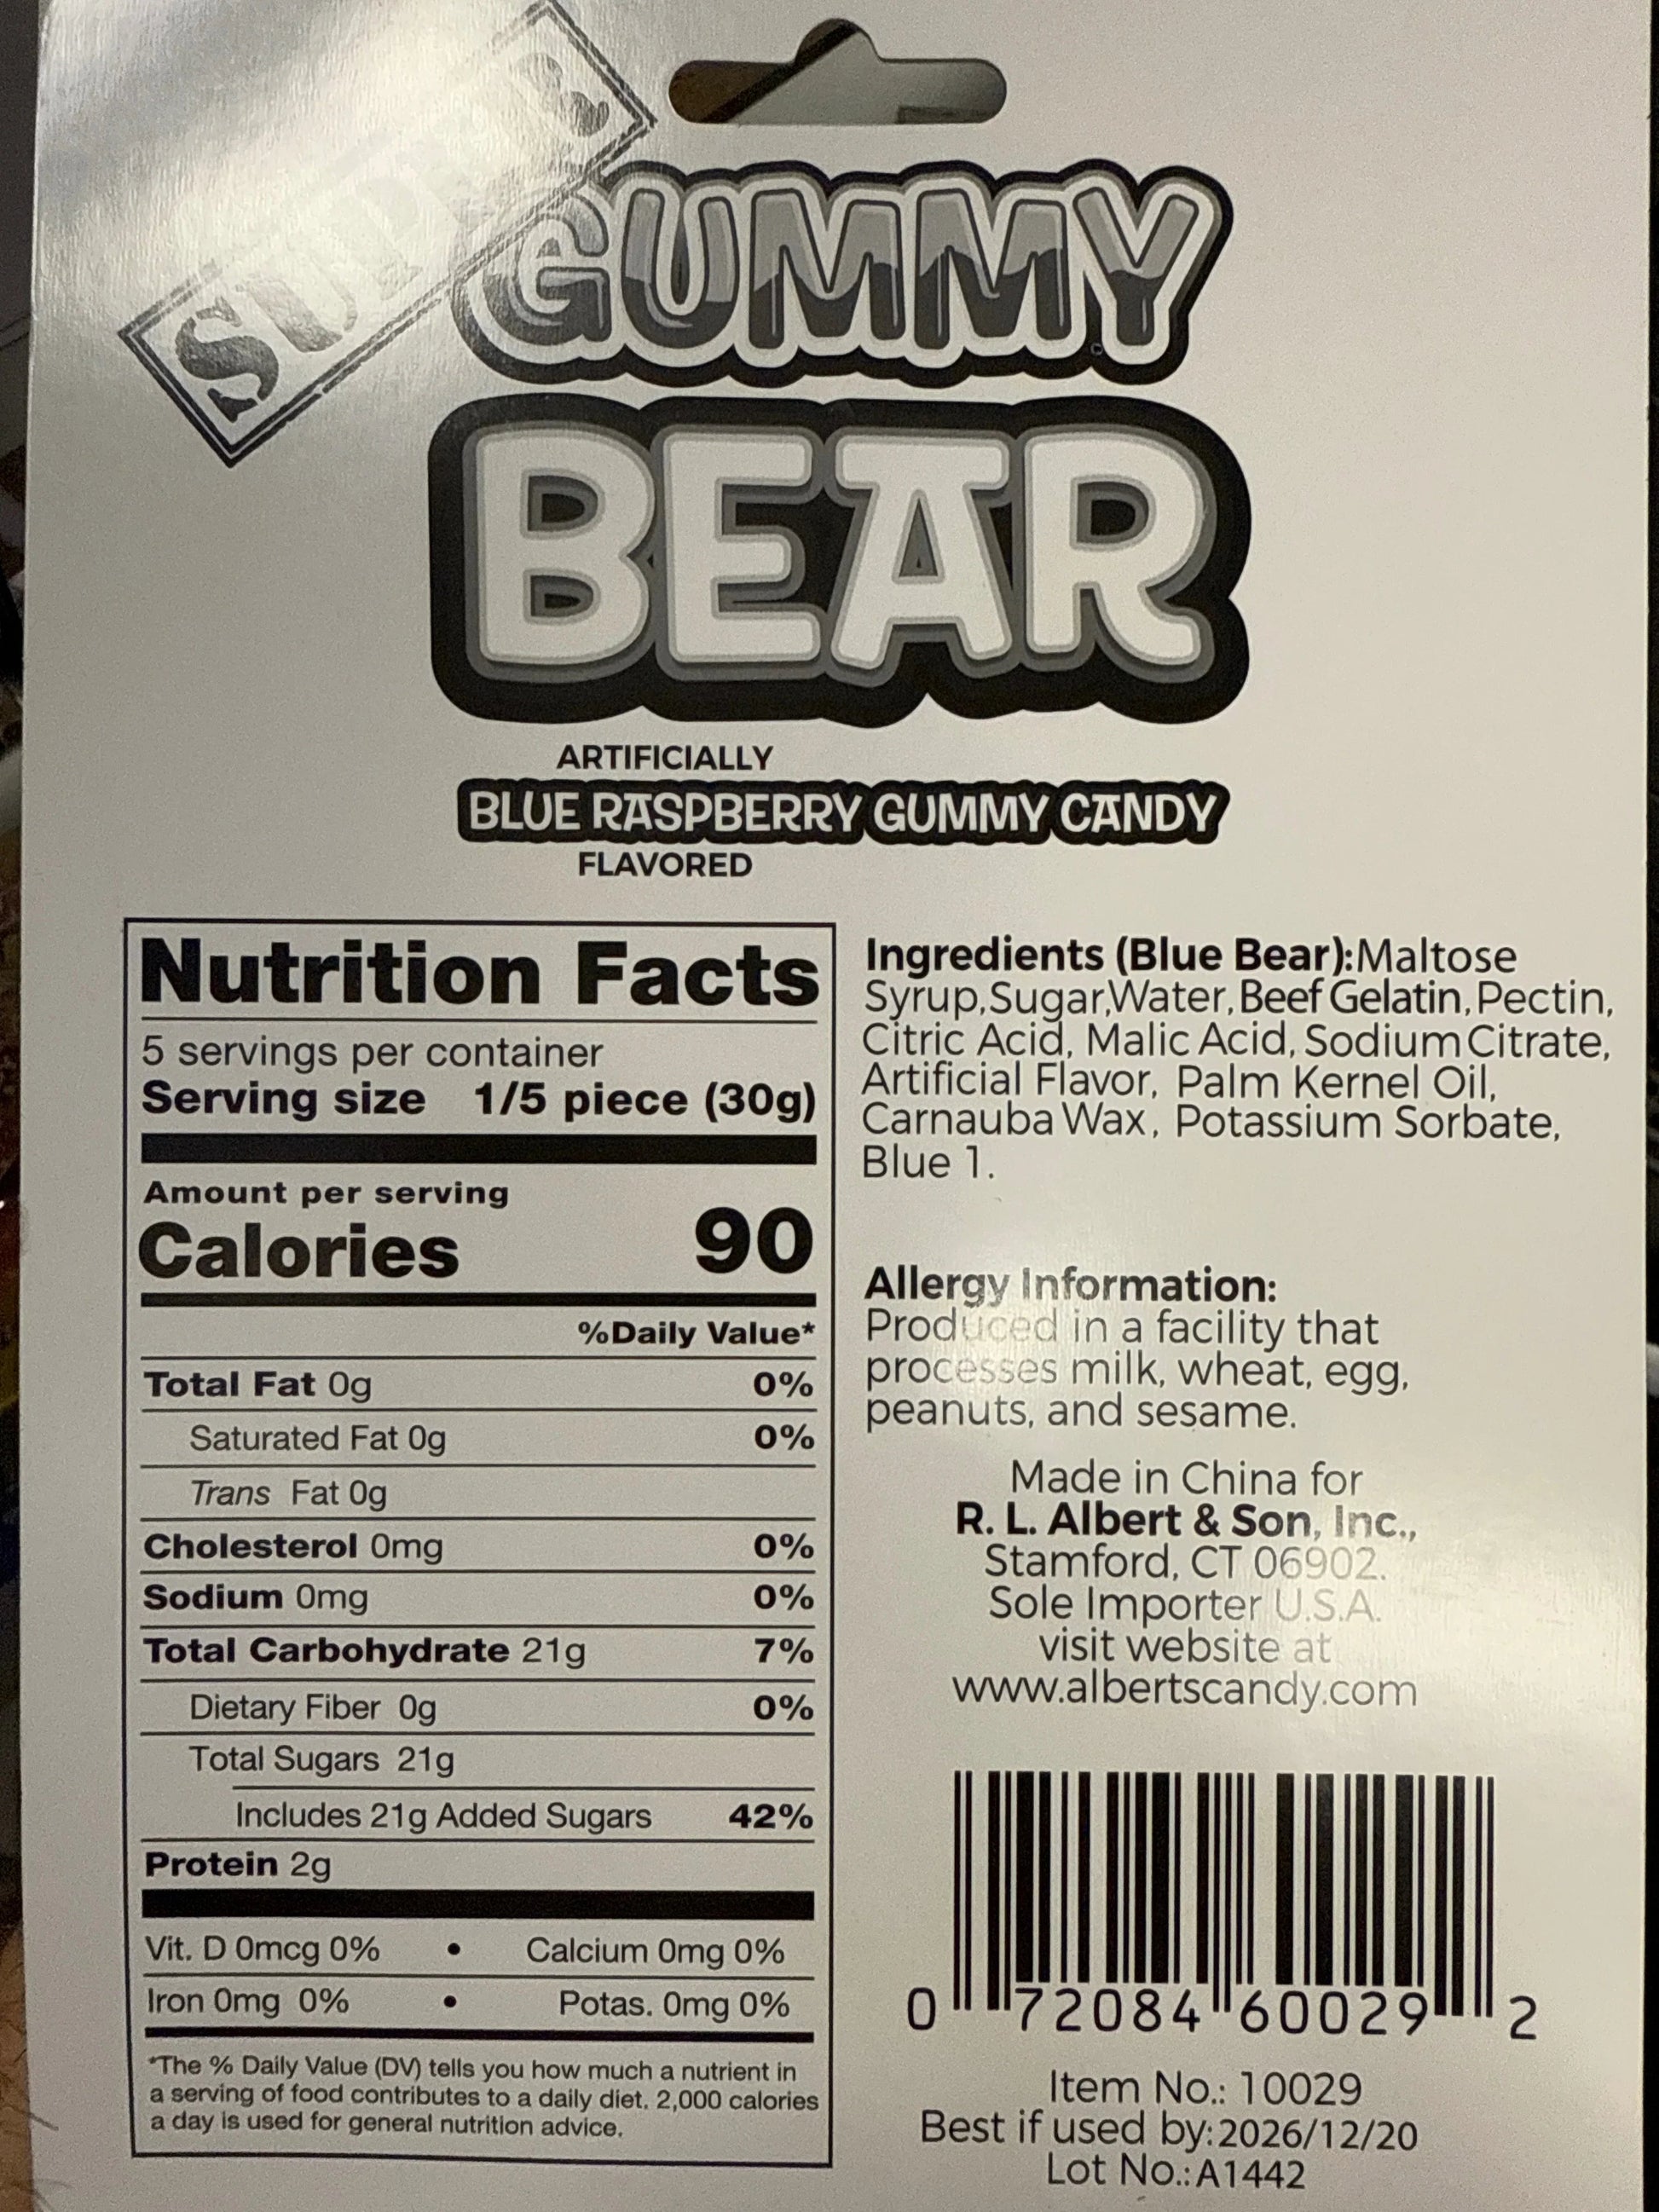 SUPER
GUMMY
BEAR
ARTIFICIALLY
BLUE RASPBERRY GUMMY CANDY
FLAVORED
Nutrition Facts
5 servings per container
Serving size 1/5 piece (30g)
Amount per serving
Calories 90
%Daily Value*
Total Fat 0g 0%
Saturated Fat 0g 0%
Trans Fat 0g
Cholesterol 0mg 0%
Sodium 0mg 0%
Total Carbohydrate 21g 7%
Dietary Fiber 0g 0%
Total Sugars 21g
Includes 21g Added Sugars 42%
Protein 2g
Vit. D 0mcg 0% • Calcium 0mg 0%
Iron 0mg 0% • Potas. 0mg 0%
*The % Daily Value (DV) tells you how much a nutrient in
a serving of food contributes to a daily diet. 2,000 calories
a day is used for general nutrition advice.
Ingredients (Blue Bear):Maltose
Syrup,Sugar,Water,Beef Gelatin,Pectin,
Citric Acid, Malic Acid, Sodium Citrate,
Artificial Flavor, Palm Kernel Oil,
Carnauba Wax, Potassium Sorbate,
Blue 1.
Allergy Information:
Produced in a facility that
processes milk, wheat, egg,
peanuts, and sesame.
Made in China for
R. L. Albert & Son, Inc.,
Stamford, CT 06902.
Sole Importer U.S.A.
visit website at
www.albertscandy.com
0 72084 60029 2
Item No.: 10029
Best if used by:2026/12/20
Lot No.:A1442